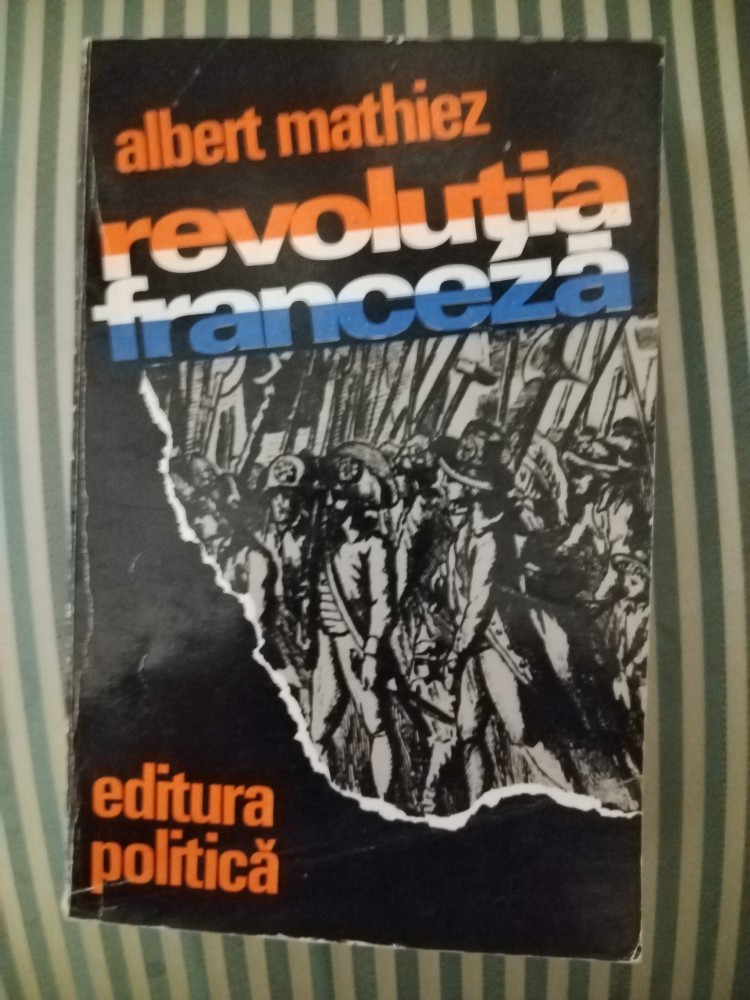 albert mathiez
revoluția
franceză
editura
politică